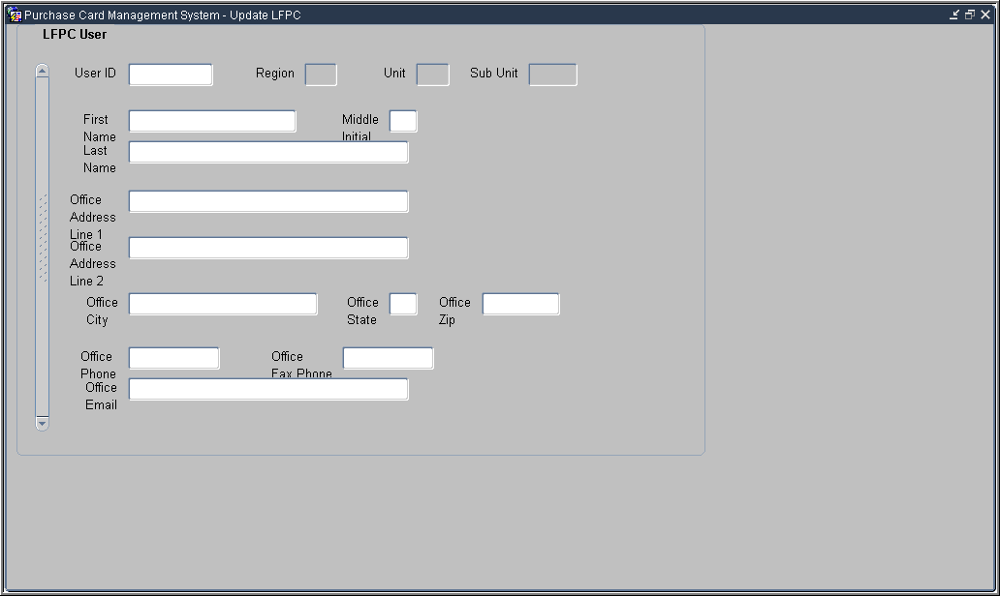 Purchase Card Management System - Update LFPC
LFPC User
User ID Region Unit Sub Unit
First Middle
Name Initial
Last
Name
Office
Address
Line 1
Office
Address
Line 2
Office Office Office
City State Zip
Office Office
Phone Fax Phone
Office
Email